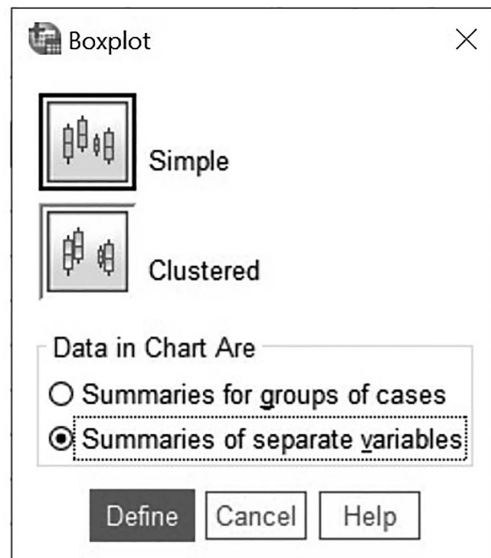 Boxplot
Simple
Clustered
Data in Chart Are
Summaries for groups of cases
Summaries of separate variables
Define Cancel Help